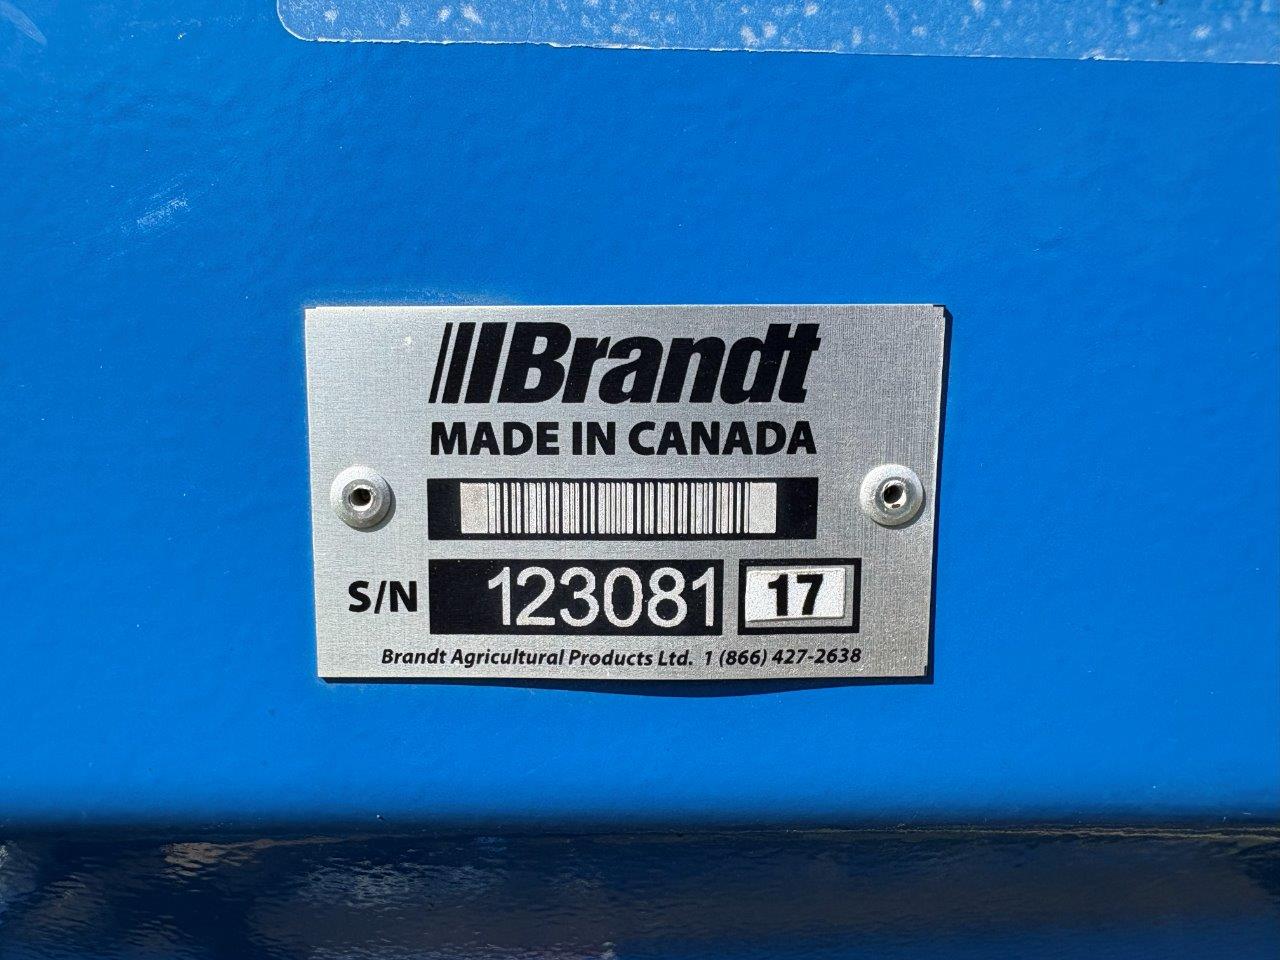 Brandt
MADE IN CANADA
S/N 123081 17
Brandt Agricultural Products Ltd. 1 (866) 427-2638